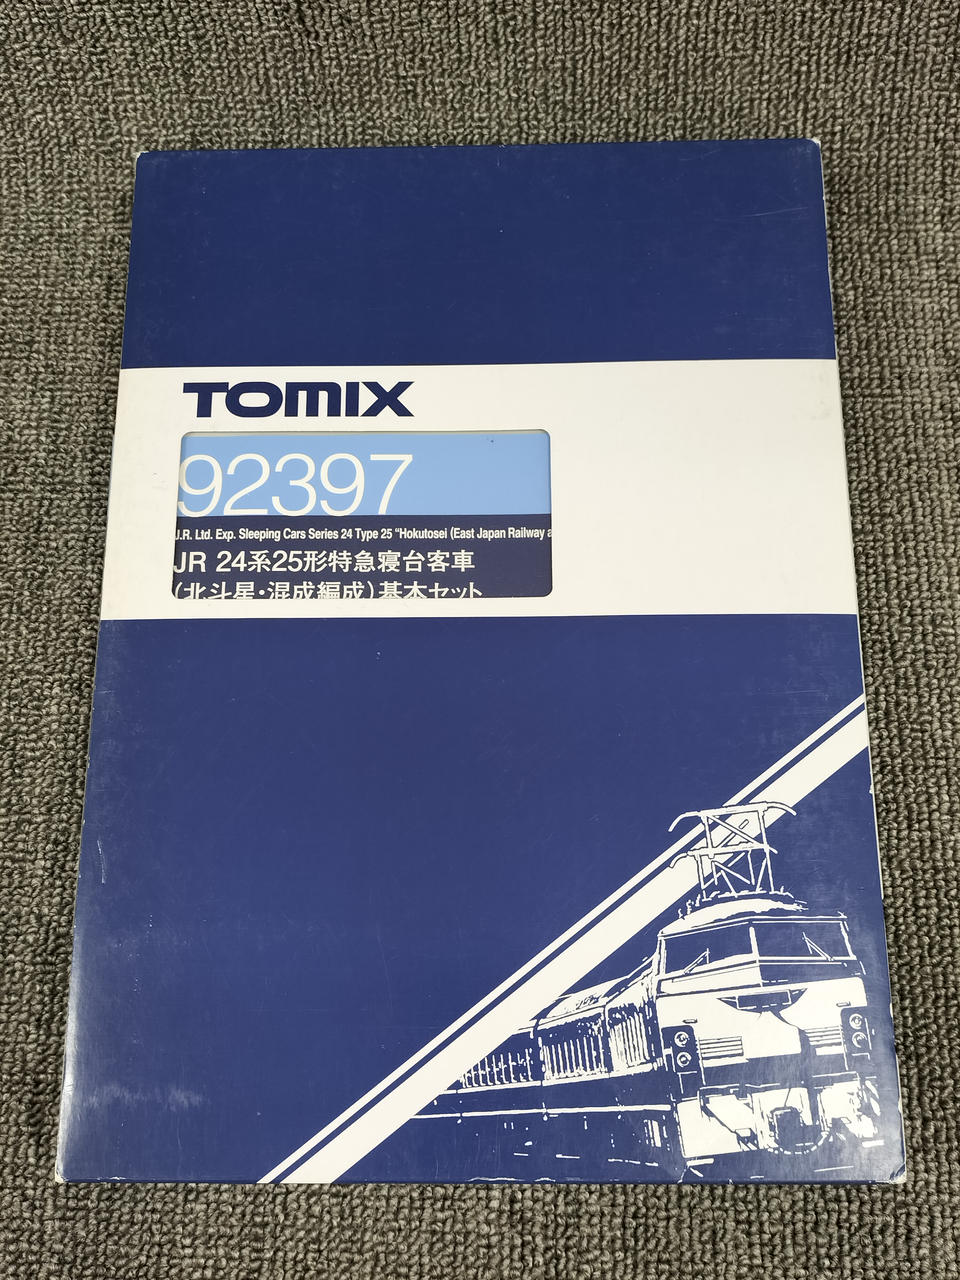 TOMIX
92397
J.R. Ltd. Exp. Sleeping Cars Series 24 Type 25 “Hokutosei (East Japan Railway
JR 24系25形特急寝台客車
(北斗星・混成編成)基本セット